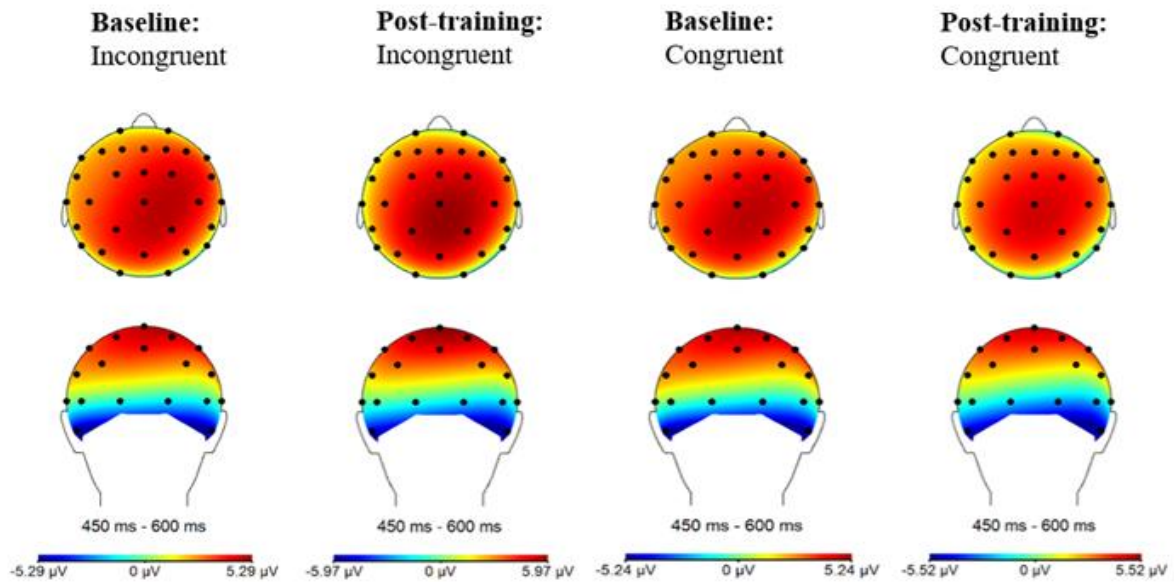 Baseline:
Incongruent
Post-training:
Incongruent
Baseline:
Congruent
Post-training:
Congruent
450 ms - 600 ms
450 ms - 600 ms
450 ms - 600 ms
450 ms - 600 ms
-5.29 µV 0 µV 5.29 µV
-5.97 µV 0 µV 5.97 µV
-5.24 µV 0 µV 5.24 µV
-5.52 µV 0 µV 5.52 µV